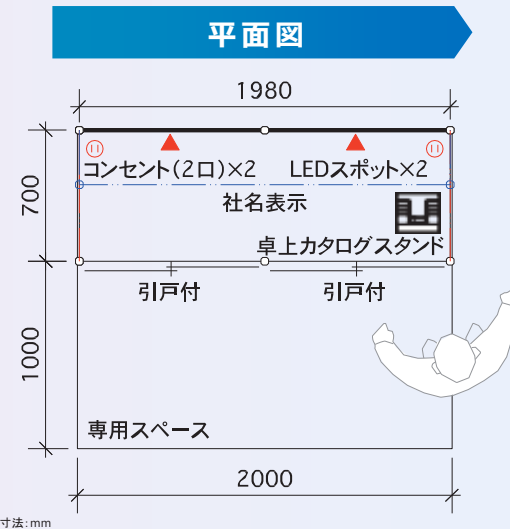 平面図
1980
コンセント(2口)×2
LEDスポット×2
700
社名表示
卓上カタログスタンド
引戸付
引戸付
1000
専用スペース
2000
寸法:mm